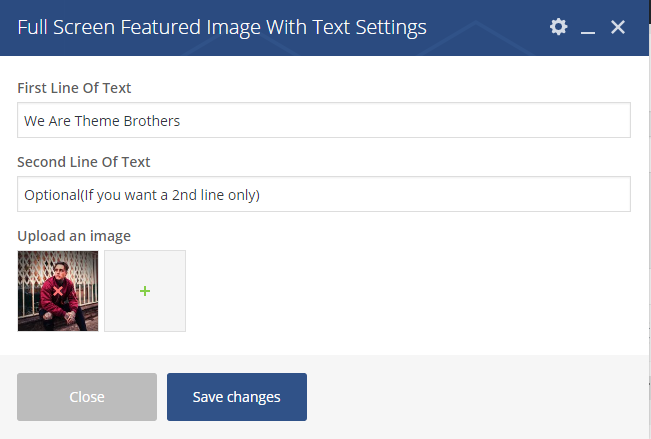 Full Screen Featured Image With Text Settings
First Line Of Text
We Are Theme Brothers
Second Line Of Text
Optional(If you want a 2nd line only)
Upload an image
Close
Save changes